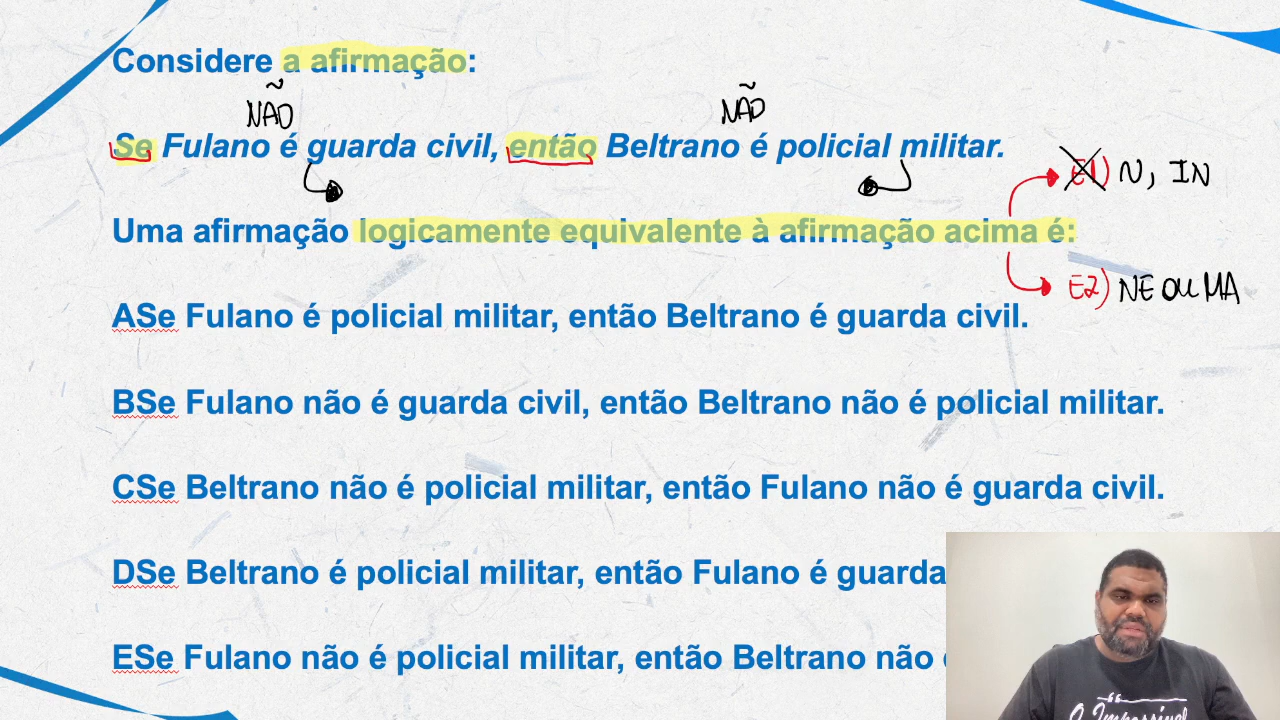 Considere a afirmação:
NÃO NÃO
Se Fulano é guarda civil, então Beltrano é policial militar.
E1) N, IN
Uma afirmação logicamente equivalente à afirmação acima é:
E2) NE OU MA
ASe Fulano é policial militar, então Beltrano é guarda civil.
BSe Fulano não é guarda civil, então Beltrano não é policial militar.
CSe Beltrano não é policial militar, então Fulano não é guarda civil.
DSe Beltrano é policial militar, então Fulano é guarda
ESe Fulano não é policial militar, então Beltrano não